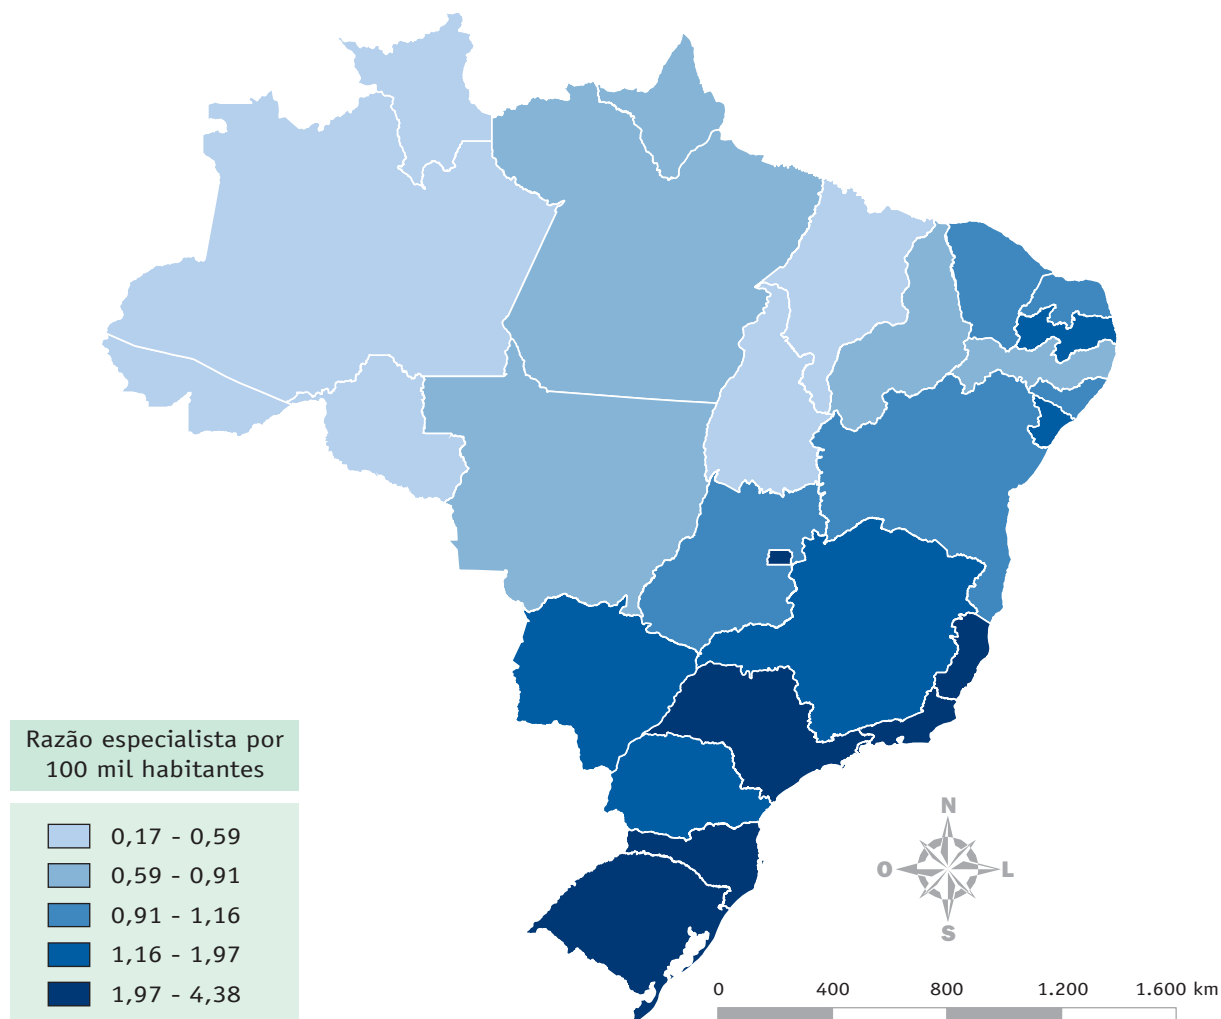 Razão especialista por
100 mil habitantes
0,17 - 0,59
0,59 - 0,91
0,91 - 1,16
1,16 - 1,97
1,97 - 4,38
N
O
L
S
0 400 800 1.200 1.600 km